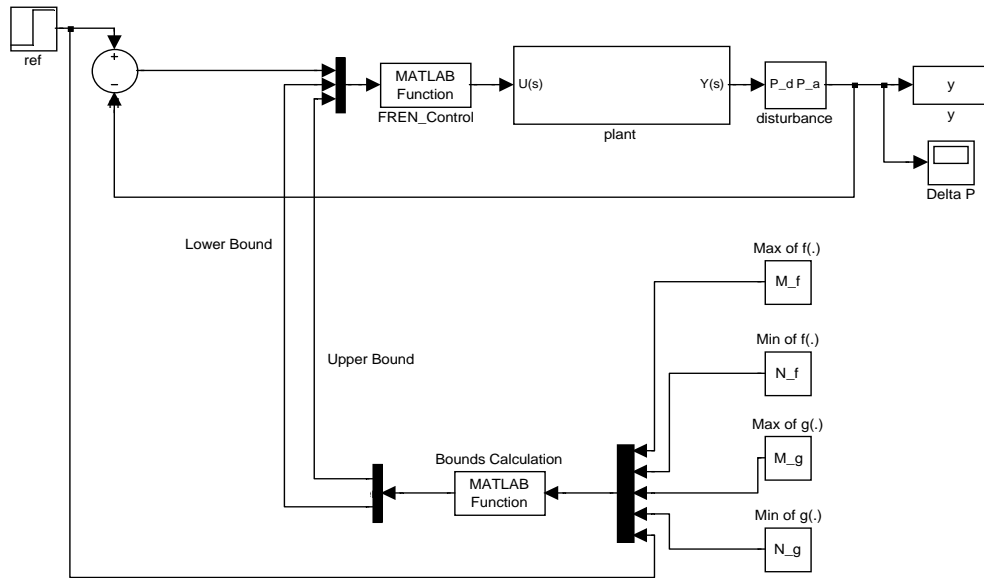 ref
+
−
MATLAB
Function
FREN_Control
U(s)
Y(s)
plant
P_d P_a
disturbance
y
y
Delta P
Lower Bound
Upper Bound
Max of f(.)
M_f
Min of f(.)
N_f
Max of g(.)
M_g
Min of g(.)
N_g
Bounds Calculation
MATLAB
Function